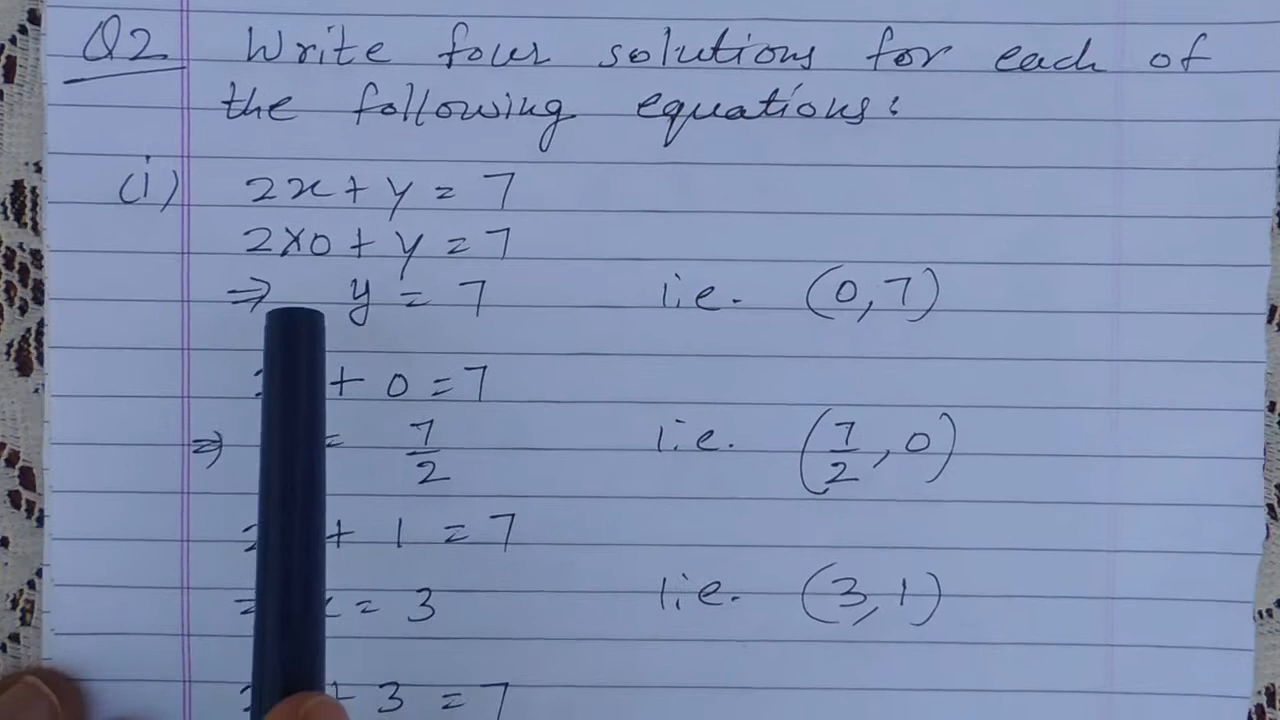 Q2 Write four solutions for each of
the following equations:
(i) 2x + y = 7
2×0 + y = 7
⇒ y = 7 i.e. (0,7)
+ 0 = 7
⇒ = 7/2 i.e. (7/2, 0)
+ 1 = 7
= 3 i.e. (3,1)
+ 3 = 7